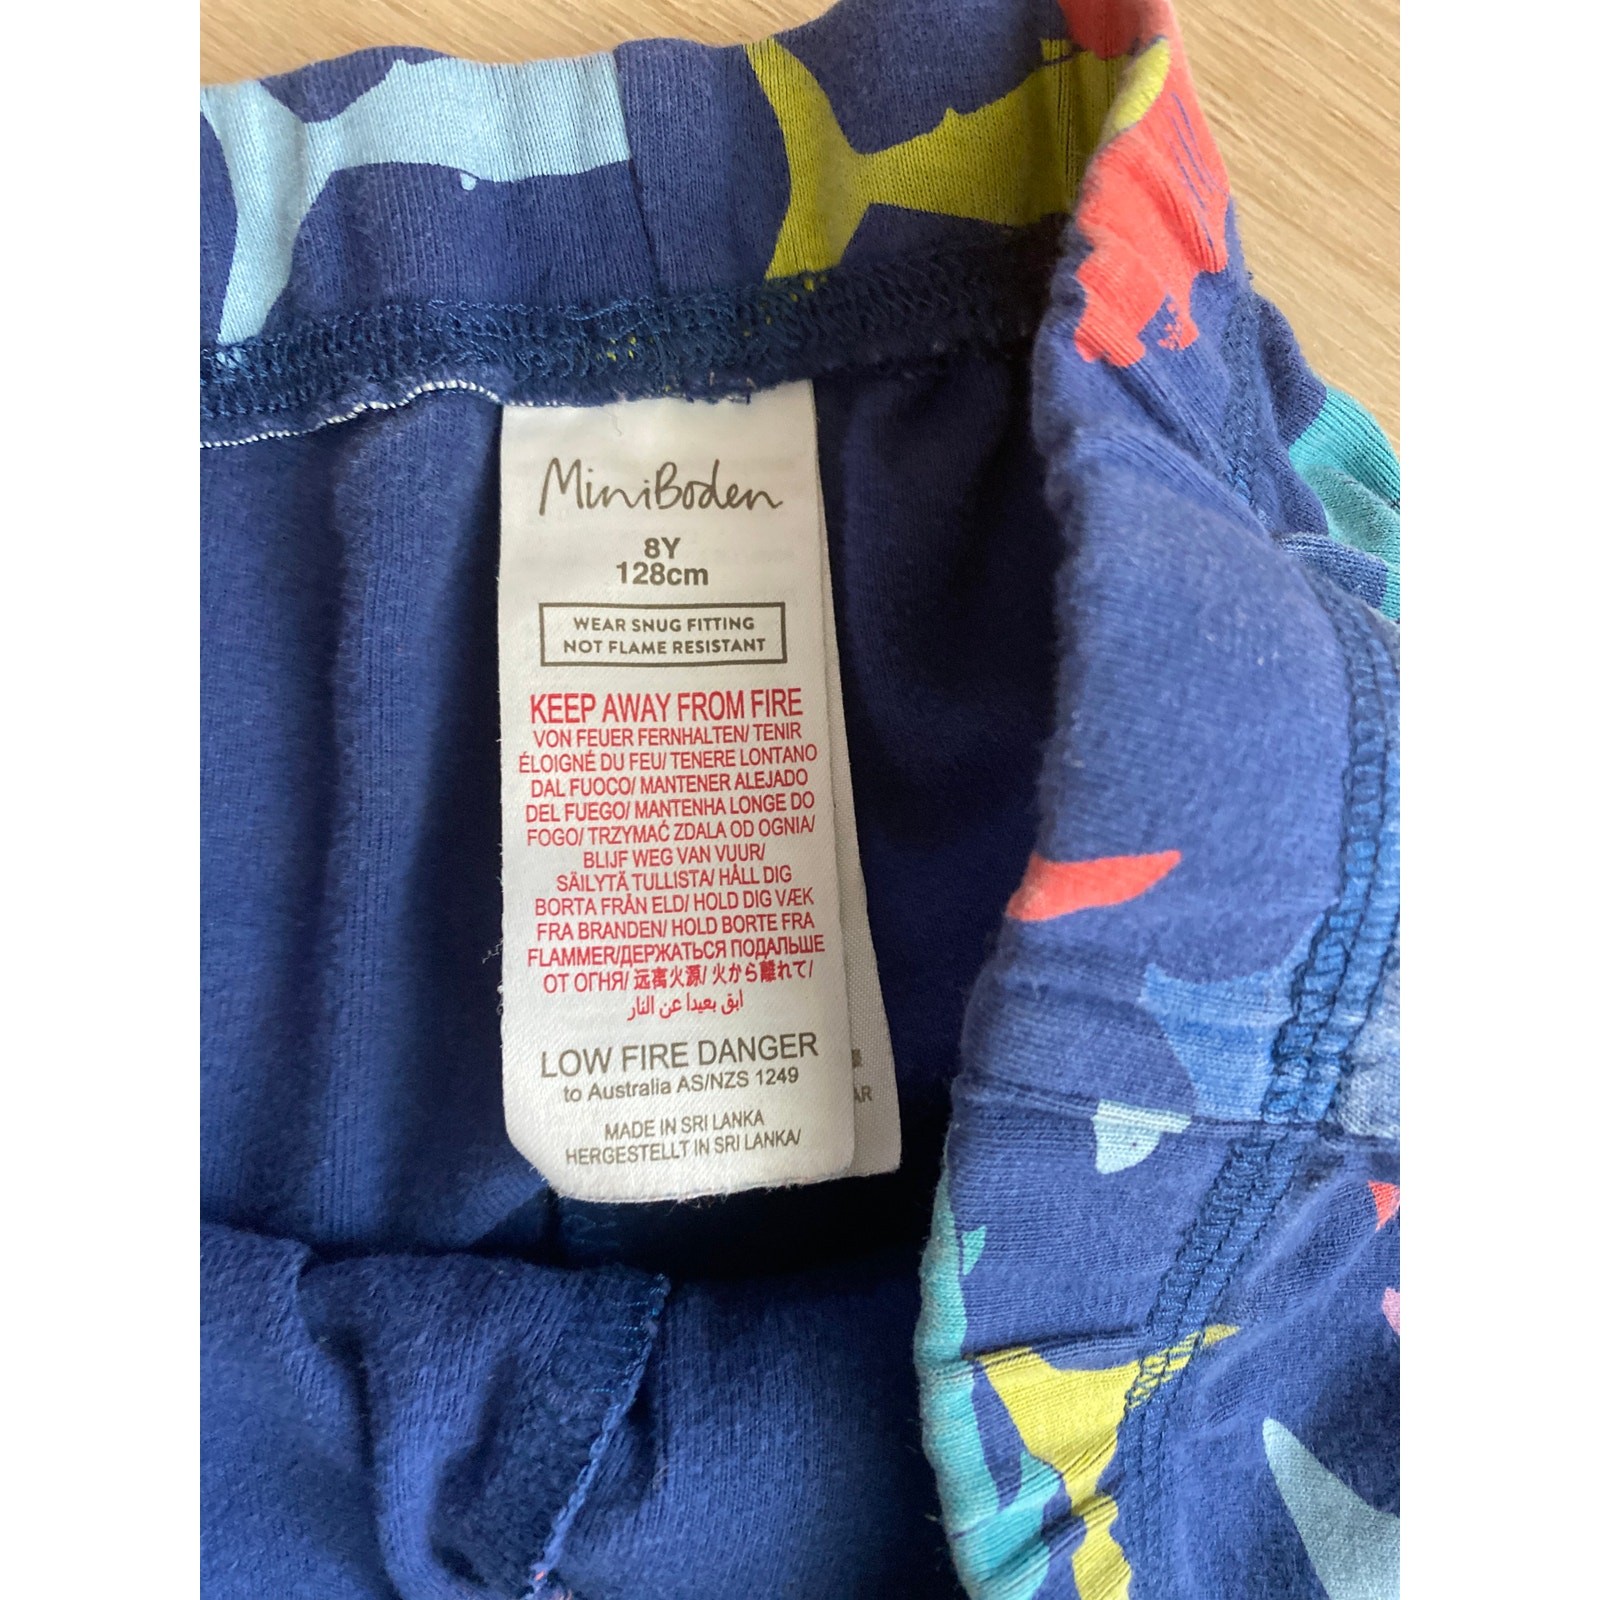 MiniBoden
8Y
128cm
WEAR SNUG FITTING
NOT FLAME RESISTANT
KEEP AWAY FROM FIRE
VON FEUER FERNHALTEN/ TENIR
ÉLOIGNÉ DU FEU/ TENERE LONTANO
DAL FUOCO/ MANTENER ALEJADO
DEL FUEGO/ MANTENHA LONGE DO
FOGO/ TRZYMAĆ ZDALA OD OGNIA/
BLIJF WEG VAN VUUR/
SÄILYTÄ TULLISTA/ HÅLL DIG
BORTA FRÅN ELD/ HOLD DIG VÆK
FRA BRANDEN/ HOLD BORTE FRA
FLAMMER/ДЕРЖАТЬСЯ ПОДАЛЬШЕ
ОТ ОГНЯ/ 远离火源/ 火から離れて/
ابق بعيدا عن النار
LOW FIRE DANGER
to Australia AS/NZS 1249
MADE IN SRI LANKA
HERGESTELLT IN SRI LANKA/
AR